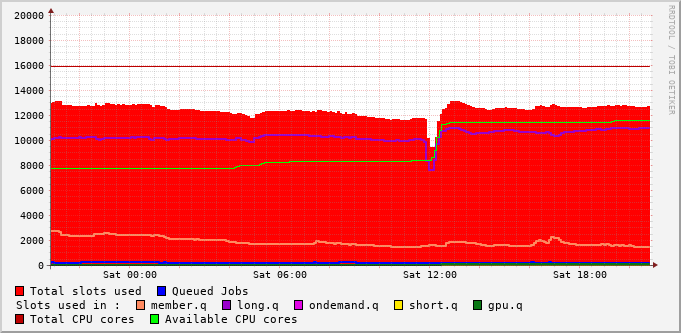 RRDTOOL / TOBI OETIKER
20000
18000
16000
14000
12000
10000
8000
6000
4000
2000
0
Sat 00:00 Sat 06:00 Sat 12:00 Sat 18:00
Total slots used Queued Jobs
Slots used in : member.q long.q ondemand.q short.q gpu.q
Total CPU cores Available CPU cores